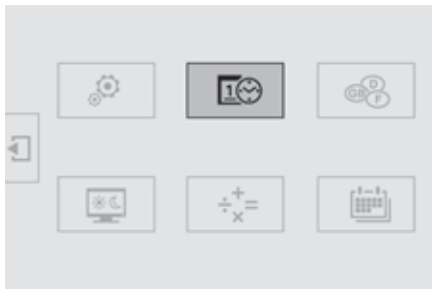 1
D
GB
F
÷ + × =